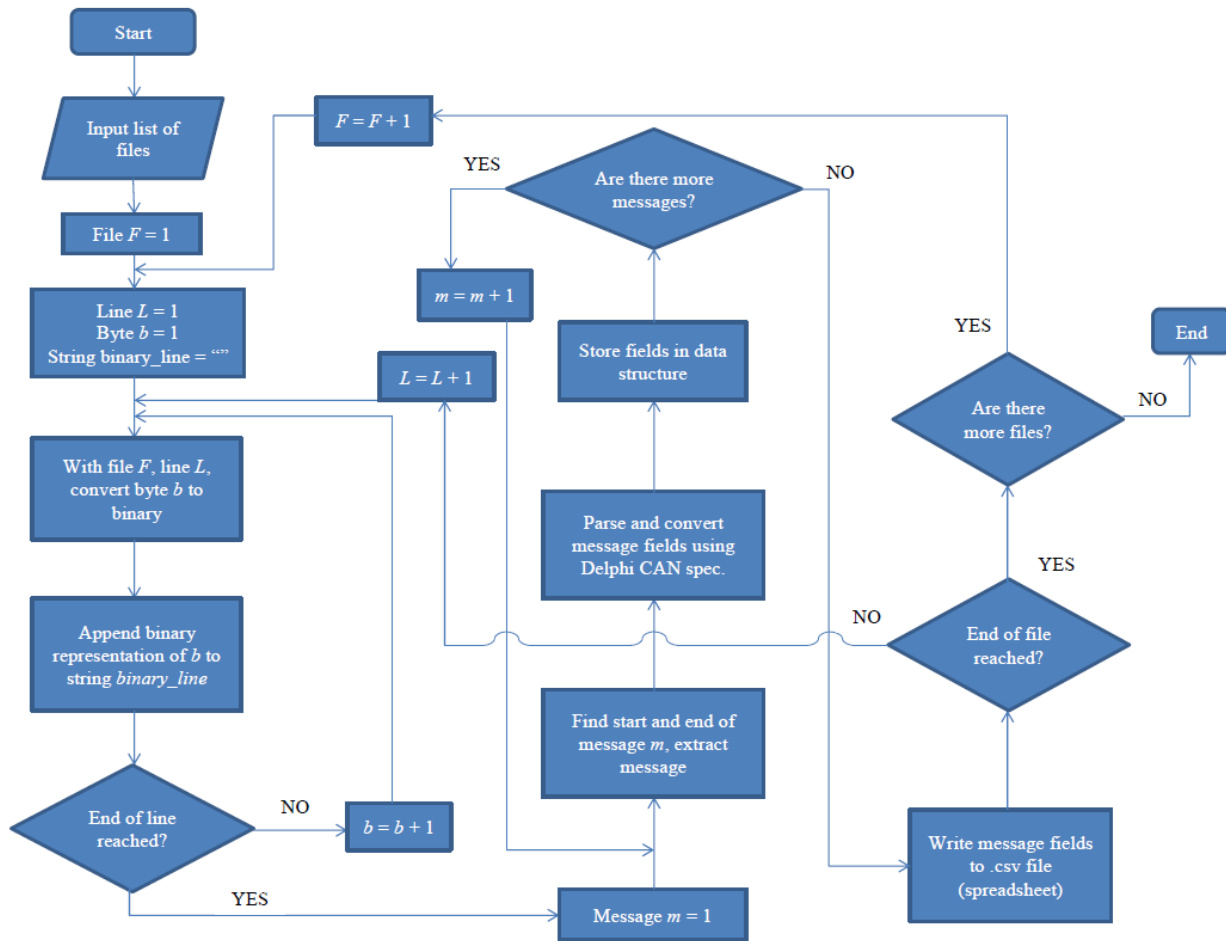 Start
Input list of
files
File F = 1
Line L = 1
Byte b = 1
String binary_line = “”
With file F, line L,
convert byte b to
binary
Append binary
representation of b to
string binary_line
End of line
reached?
NO
b = b + 1
YES
Message m = 1
Find start and end of
message m, extract
message
Parse and convert
message fields using
Delphi CAN spec.
Store fields in data
structure
Are there more
messages?
YES
m = m + 1
NO
Write message fields
to .csv file
(spreadsheet)
End of file
reached?
NO
L = L + 1
YES
Are there
more files?
YES
F = F + 1
NO
End